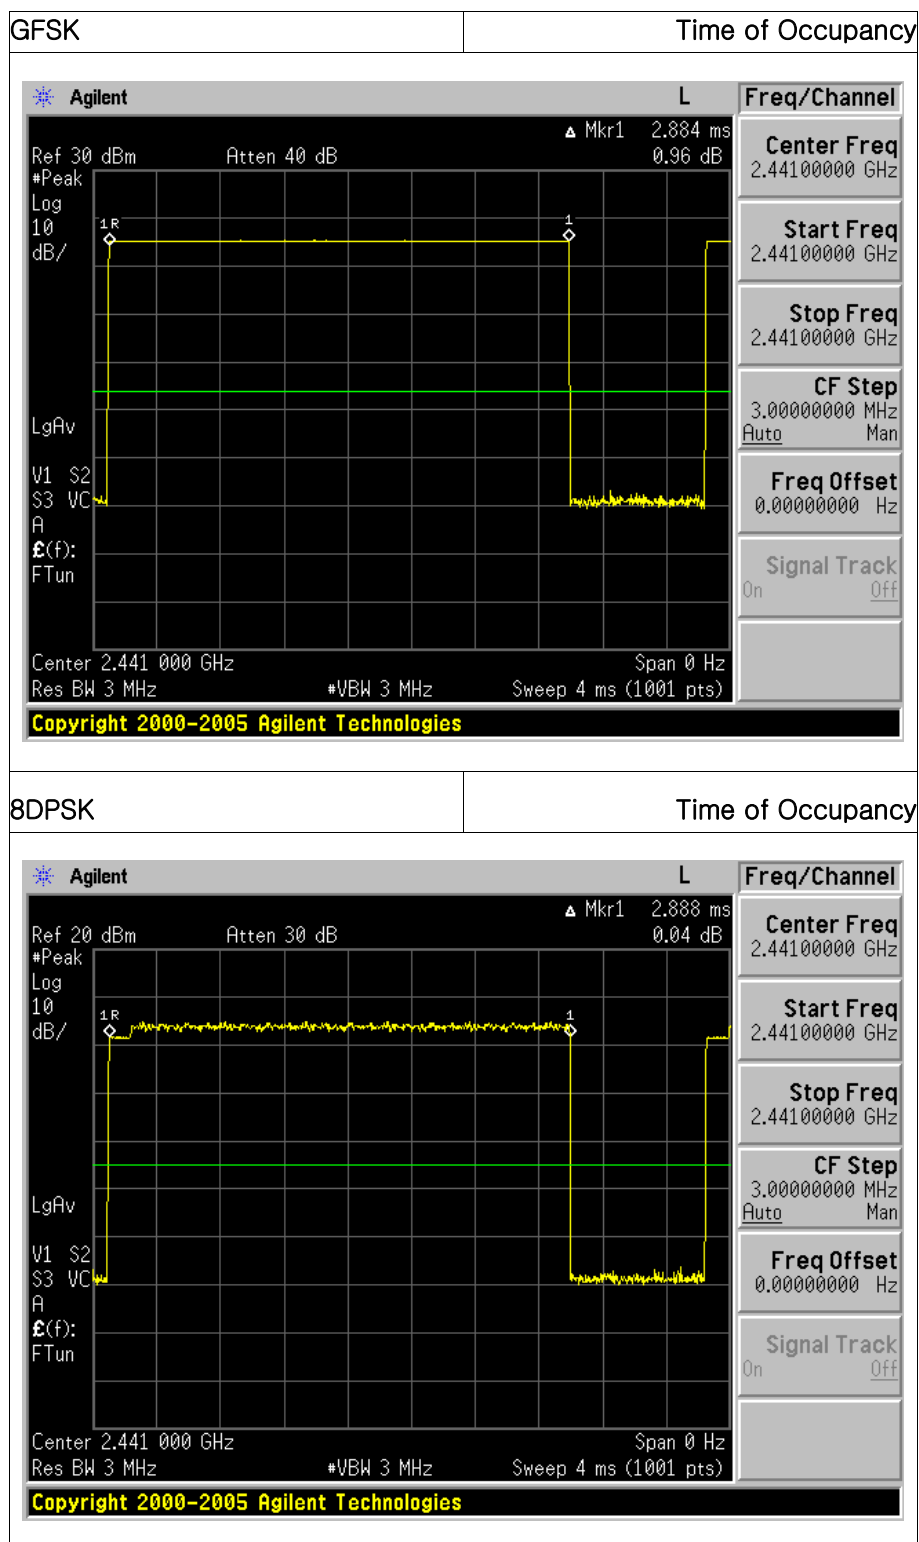 GFSK Time of Occupancy
Agilent L Freq/Channel
Δ Mkr1 2.884 ms
Ref 30 dBm Atten 40 dB 0.96 dB
#Peak
Log
10
dB/
1R
1
LgAv
V1 S2
S3 VC
A
£(f):
FTun
Center 2.441 000 GHz Span 0 Hz
Res BW 3 MHz #VBW 3 MHz Sweep 4 ms (1001 pts)
Copyright 2000-2005 Agilent Technologies
Center Freq
2.44100000 GHz
Start Freq
2.44100000 GHz
Stop Freq
2.44100000 GHz
CF Step
3.00000000 MHz
Auto Man
Freq Offset
0.00000000 Hz
Signal Track
On Off
8DPSK Time of Occupancy
Agilent L Freq/Channel
Δ Mkr1 2.888 ms
Ref 20 dBm Atten 30 dB 0.04 dB
#Peak
Log
10
dB/
1R
1
LgAv
V1 S2
S3 VC
A
£(f):
FTun
Center 2.441 000 GHz Span 0 Hz
Res BW 3 MHz #VBW 3 MHz Sweep 4 ms (1001 pts)
Copyright 2000-2005 Agilent Technologies
Center Freq
2.44100000 GHz
Start Freq
2.44100000 GHz
Stop Freq
2.44100000 GHz
CF Step
3.00000000 MHz
Auto Man
Freq Offset
0.00000000 Hz
Signal Track
On Off